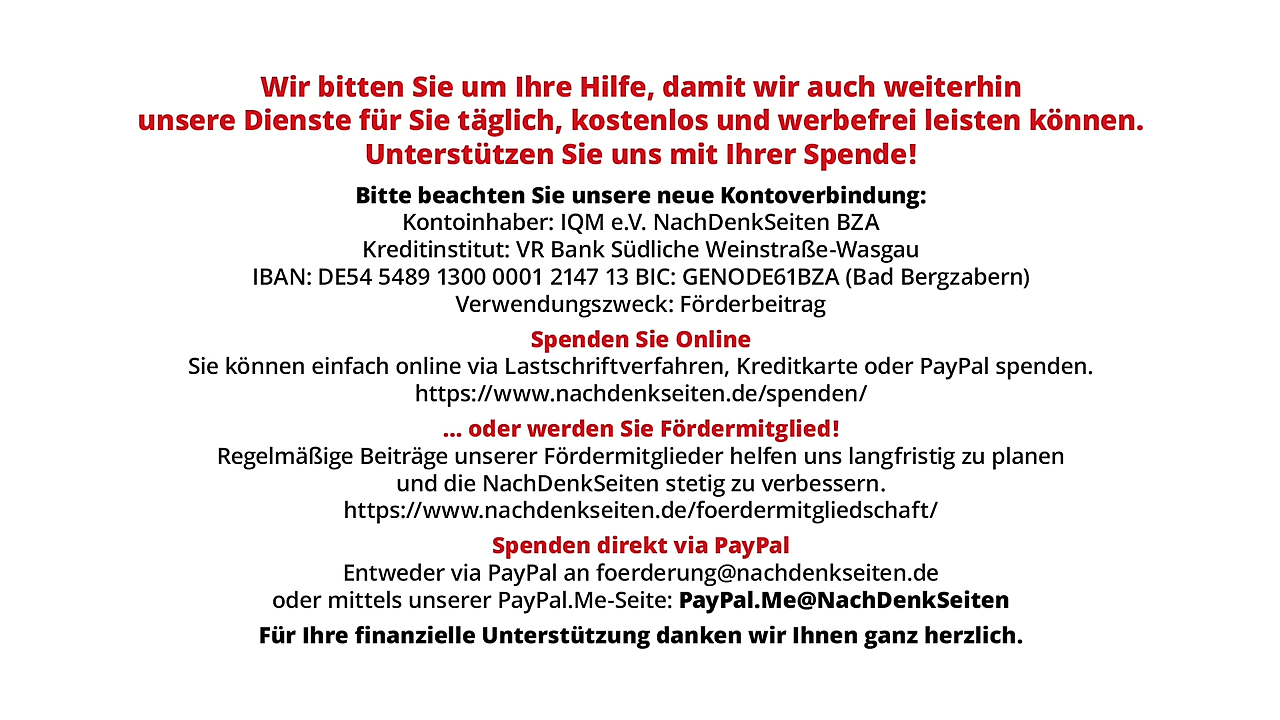 Wir bitten Sie um Ihre Hilfe, damit wir auch weiterhin
unsere Dienste für Sie täglich, kostenlos und werbefrei leisten können.
Unterstützen Sie uns mit Ihrer Spende!
Bitte beachten Sie unsere neue Kontoverbindung:
Kontoinhaber: IQM e.V. NachDenkSeiten BZA
Kreditinstitut: VR Bank Südliche Weinstraße-Wasgau
IBAN: DE54 5489 1300 0001 2147 13 BIC: GENODE61BZA (Bad Bergzabern)
Verwendungszweck: Förderbeitrag
Spenden Sie Online
Sie können einfach online via Lastschriftverfahren, Kreditkarte oder PayPal spenden.
https://www.nachdenkseiten.de/spenden/
... oder werden Sie Fördermitglied!
Regelmäßige Beiträge unserer Fördermitglieder helfen uns langfristig zu planen
und die NachDenkSeiten stetig zu verbessern.
https://www.nachdenkseiten.de/foerdermitgliedschaft/
Spenden direkt via PayPal
Entweder via PayPal an foerderung@nachdenkseiten.de
oder mittels unserer PayPal.Me-Seite: PayPal.Me@NachDenkSeiten
Für Ihre finanzielle Unterstützung danken wir Ihnen ganz herzlich.